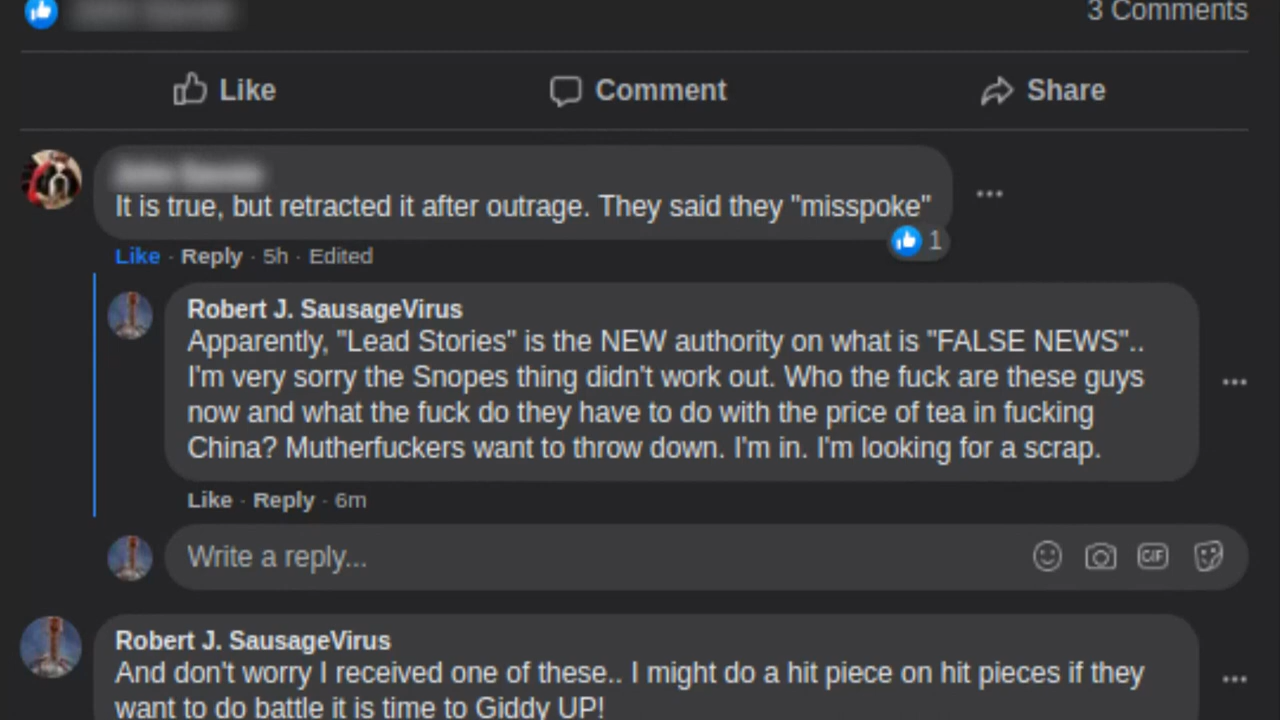 3 Comments
Like
Comment
Share
It is true, but retracted it after outrage. They said they "misspoke"
1
Like · Reply · 5h · Edited
Robert J. SausageVirus
Apparently, "Lead Stories" is the NEW authority on what is "FALSE NEWS"..
I'm very sorry the Snopes thing didn't work out. Who the fuck are these guys
now and what the fuck do they have to do with the price of tea in fucking
China? Mutherfuckers want to throw down. I'm in. I'm looking for a scrap.
Like · Reply · 6m
Write a reply...
GIF
Robert J. SausageVirus
And don't worry I received one of these.. I might do a hit piece on hit pieces if they
want to do battle it is time to Giddy UP!